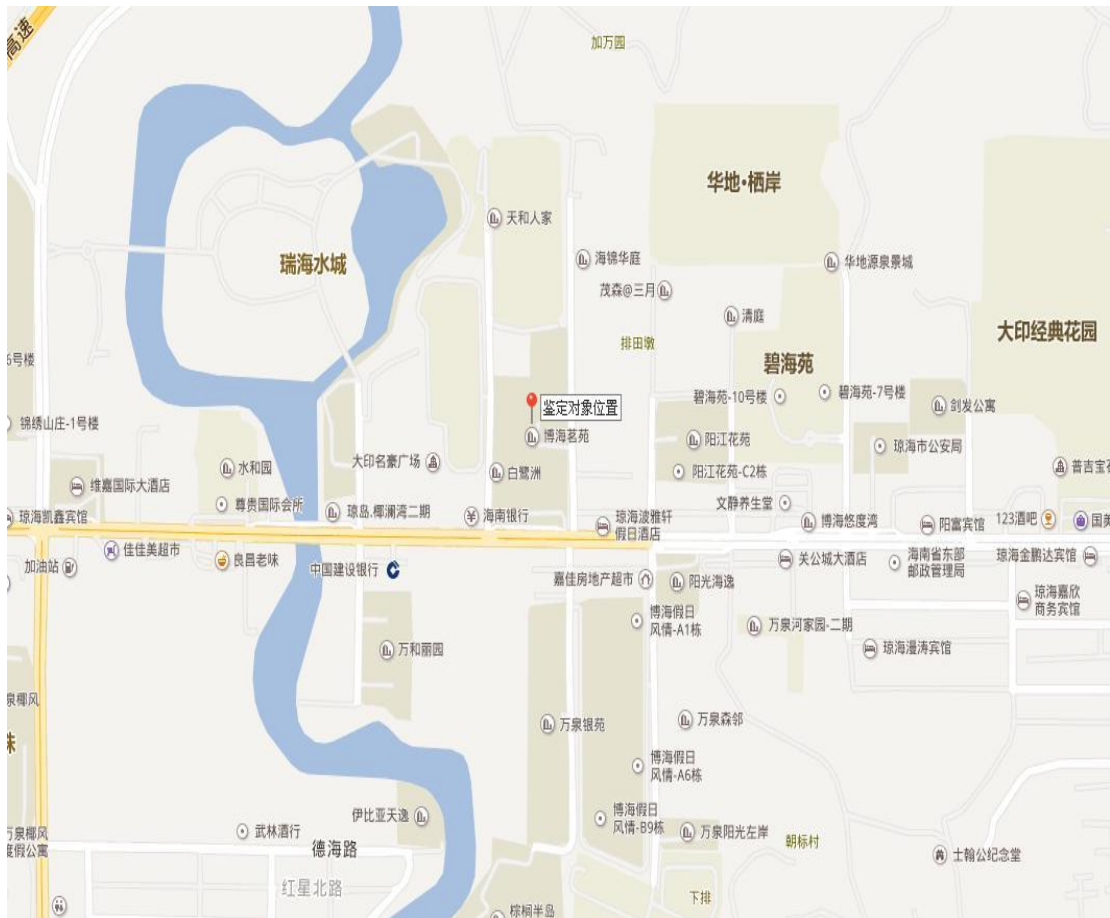 高速
加万园
华地·栖岸
天和人家
瑞海水城
海锦华庭
华地源泉景城
茂森@三月
清庭
大印经典花园
排田墩
6号楼
碧海苑
碧海苑-10号楼
碧海苑-7号楼
鉴定对象位置
剑发公寓
锦绣山庄-1号楼
博海茗苑
阳江花苑
琼海市公安局
大印名豪广场
水和园
白鹭洲
阳江花苑-C2栋
普吉宝石
维嘉国际大酒店
尊贵国际会所
琼岛.椰澜湾二期
海南银行
文静养生堂
琼海凯鑫宾馆
琼海波雅轩
假日酒店
博海悠度湾
阳富宾馆
123酒吧
国美
佳佳美超市
加油站
良昌老味
中国建设银行
关公城大酒店
海南省东部
邮政管理局
琼海金鹏达宾馆
嘉佳房地产超市
阳光海逸
琼海嘉欣
商务宾馆
博海假日
风情-A1栋
万泉河家园-二期
万和丽园
琼海漫涛宾馆
泉椰风
万泉银苑
万泉森邻
博海假日
风情-A6栋
伊比亚天逸
博海假日
风情-B9栋
武林酒行
万泉阳光左岸
万泉椰风
度假公寓
德海路
朝标村
士翰公纪念堂
红星北路
下排
棕榈半岛